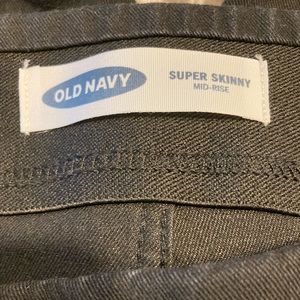 OLD NAVY
SUPER SKINNY
MID-RISE